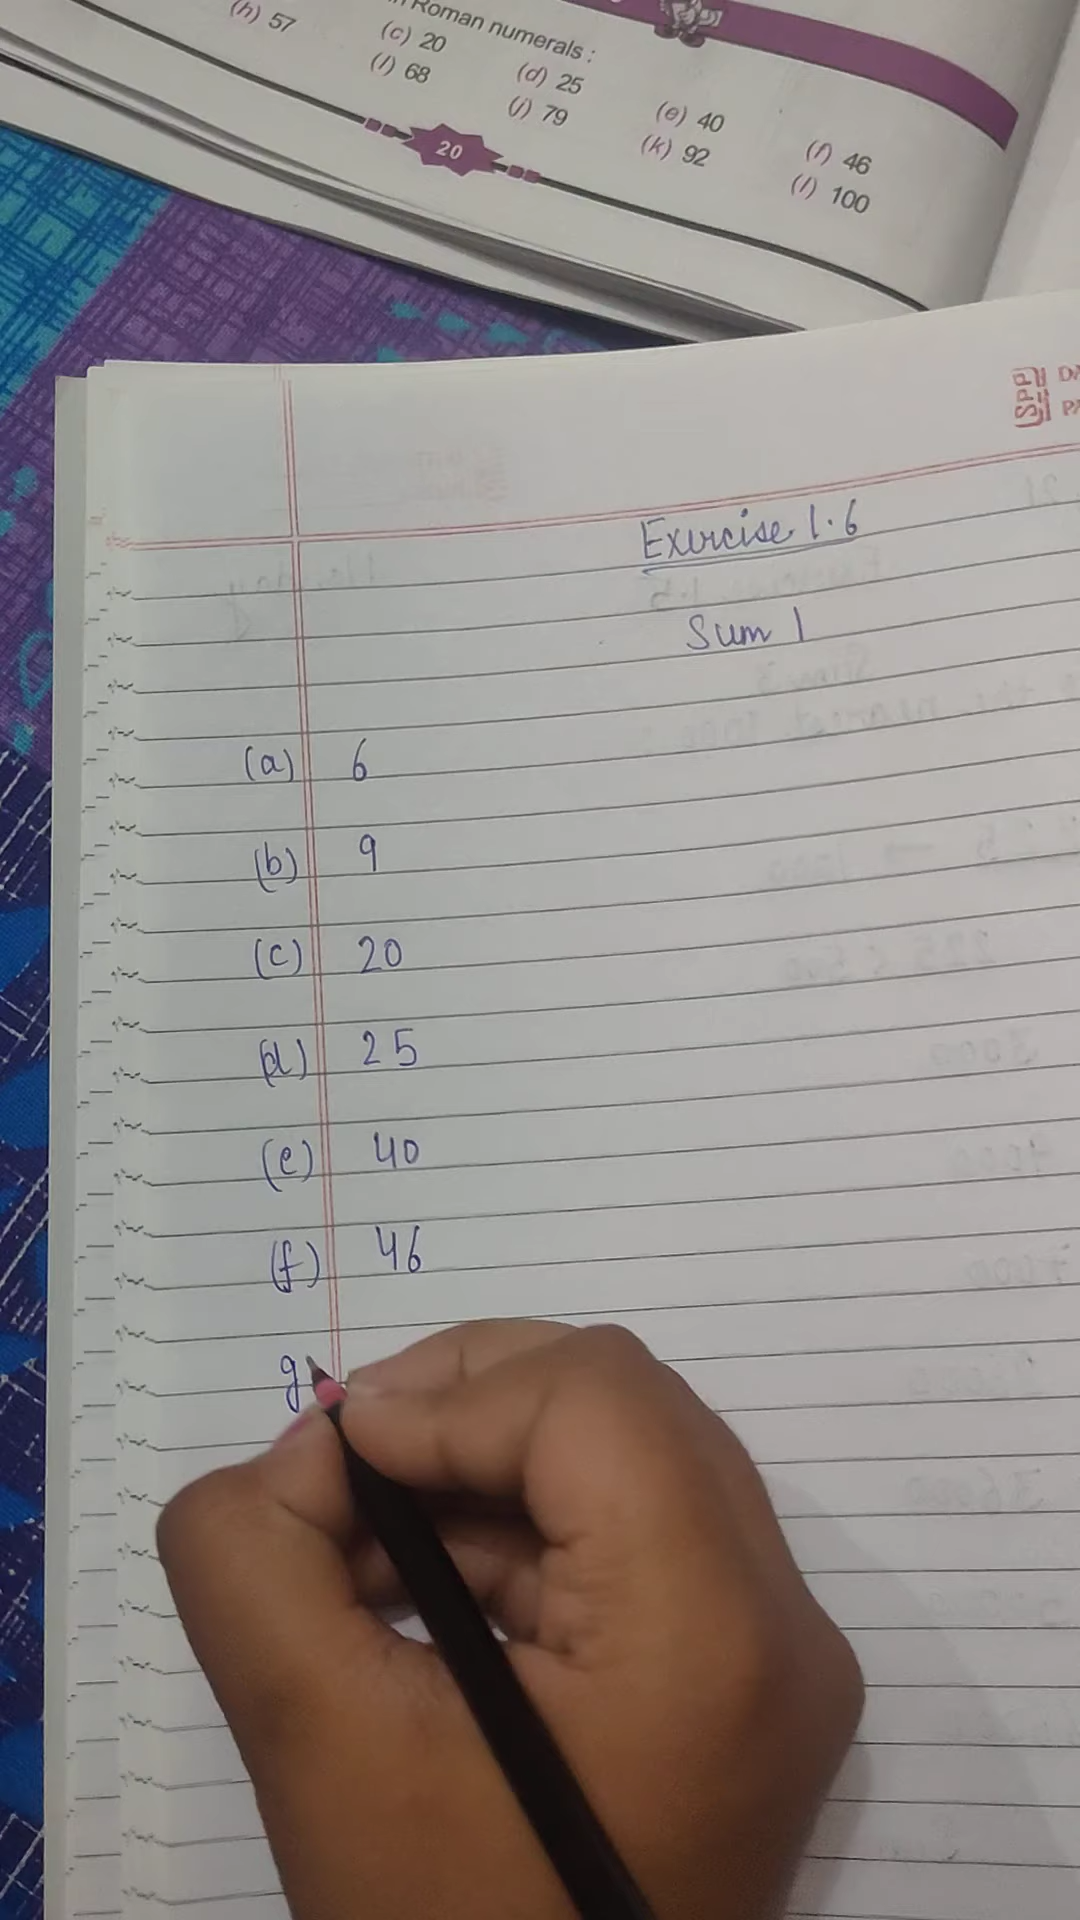 Roman numerals :
(h) 57 (c) 20 (d) 25 (e) 40 (f) 46
(i) 68 (j) 79 (k) 92 (l) 100
20
Exercise 1.6
Sum 1
(a) 6
(b) 9
(c) 20
(d) 25
(e) 40
(f) 46
g